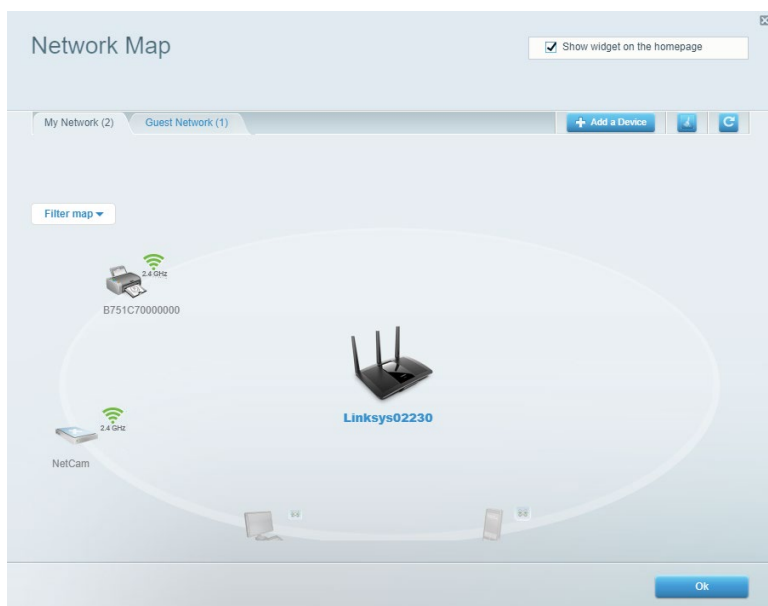 Network Map
Show widget on the homepage
My Network (2)
Guest Network (1)
Add a Device
Filter map
2.4 GHz
B751C70000000
Linksys02230
2.4 GHz
NetCam
Ok